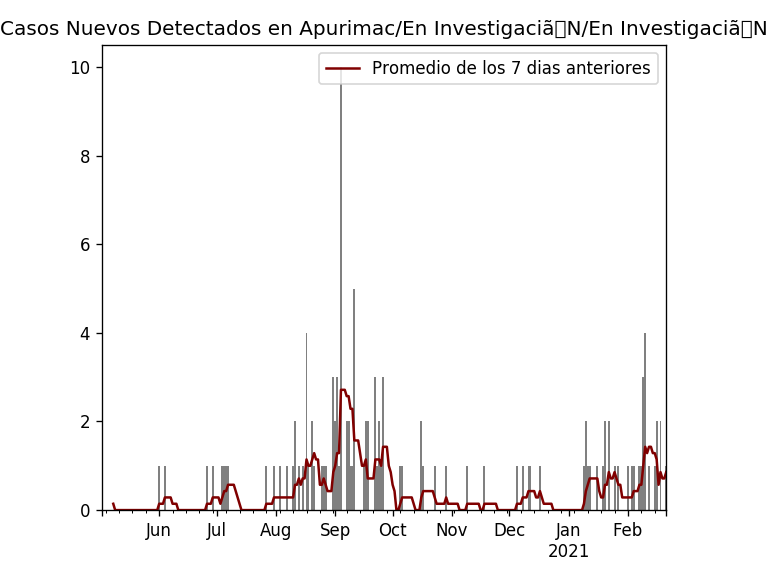 Casos Nuevos Detectados en Apurimac/En Investigaciã▯N/En Investigaciã▯N
Promedio de los 7 dias anteriores
10
8
6
4
2
0
Jun Jul Aug Sep Oct Nov Dec Jan Feb
2021